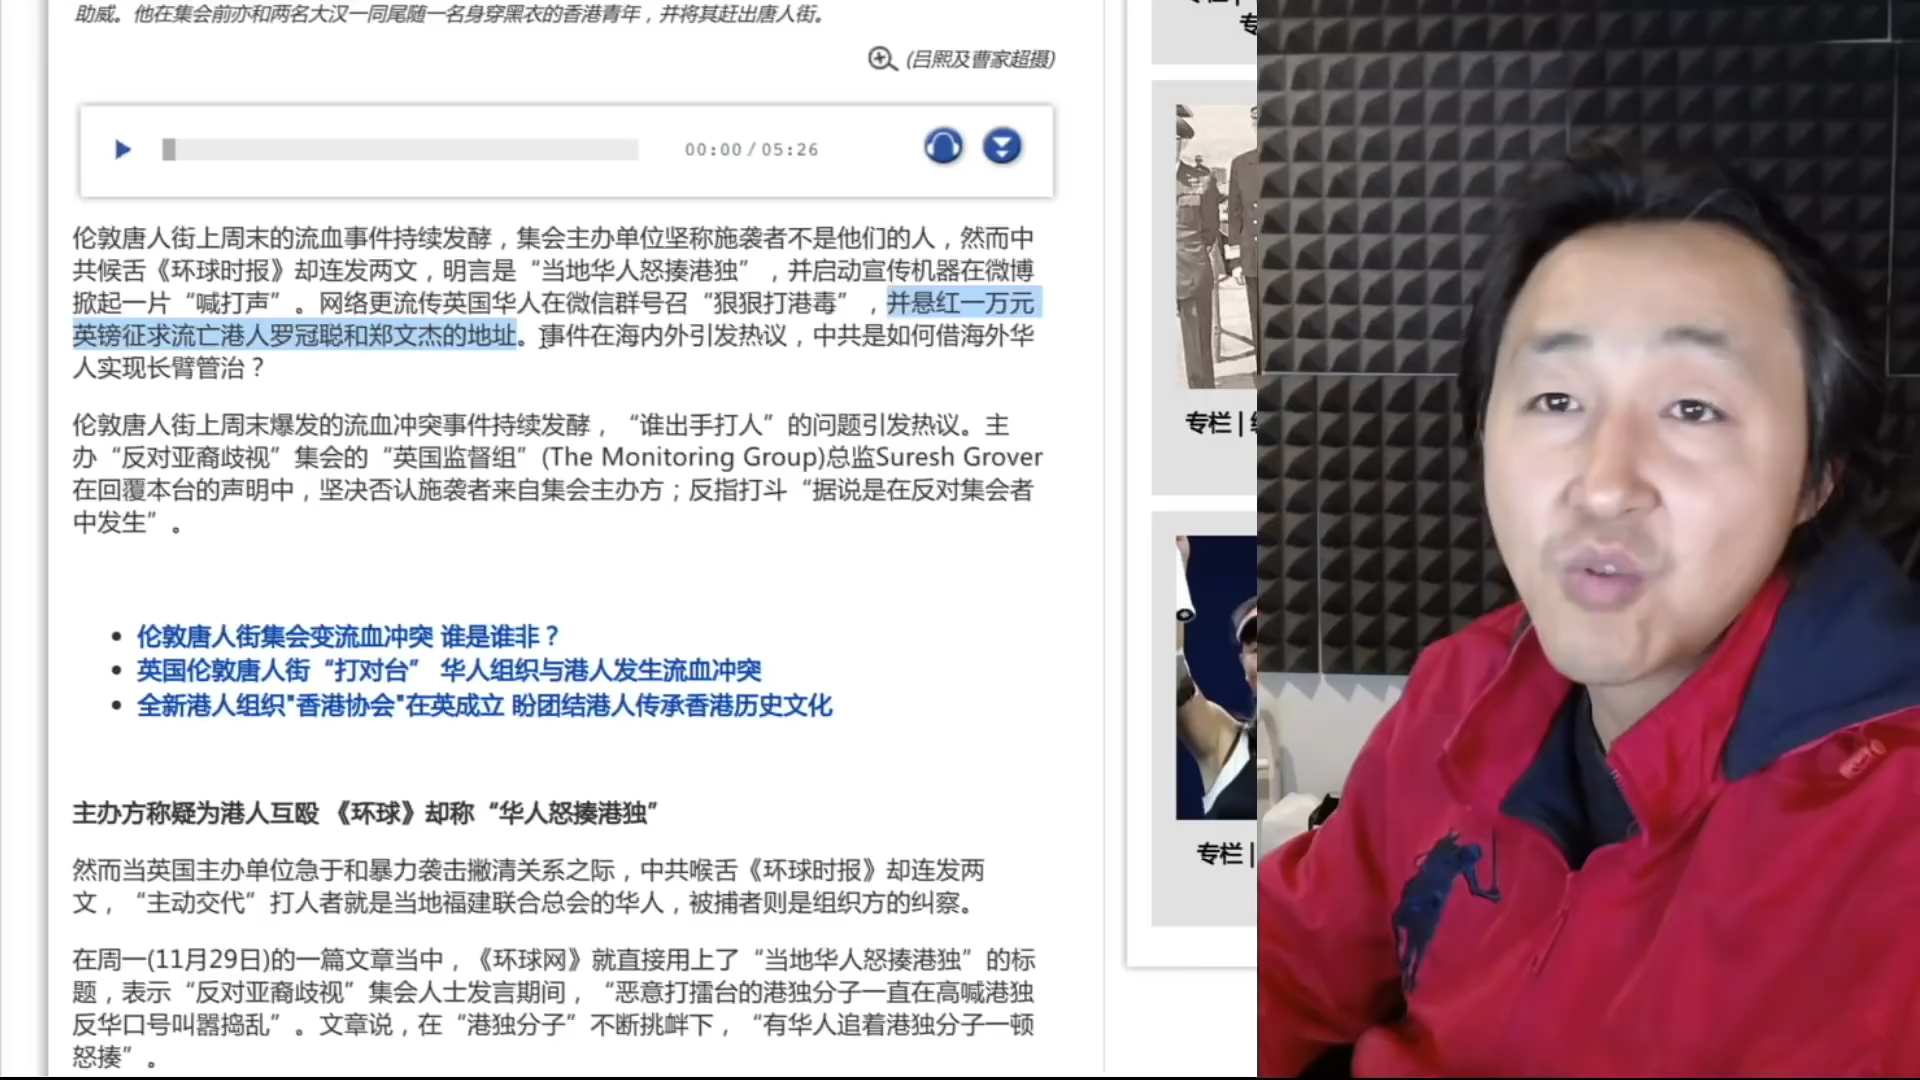 助威。他在集会前亦和两名大汉一同尾随一名身穿黑衣的香港青年，并将其赶出唐人街。
(吕熙及曹家超摄)
00:00/05:26
伦敦唐人街上周末的流血事件持续发酵，集会主办单位坚称施袭者不是他们的人，然而中
共候舌《环球时报》却连发两文，明言是“当地华人怒揍港独”，并启动宣传机器在微博
掀起一片“喊打声”。网络更流传英国华人在微信群号召“狠狠打港毒”，并悬红一万元
英镑征求流亡港人罗冠聪和郑文杰的地址。事件在海内外引发热议，中共是如何借海外华
人实现长臂管治？
伦敦唐人街上周末爆发的流血冲突事件持续发酵，“谁出手打人”的问题引发热议。主
办“反对亚裔歧视”集会的“英国监督组”(The Monitoring Group)总监Suresh Grover
在回覆本台的声明中，坚决否认施袭者来自集会主办方；反指打斗“据说是在反对集会者
中发生”。
伦敦唐人街集会变流血冲突 谁是谁非？
英国伦敦唐人街“打对台” 华人组织与港人发生流血冲突
全新港人组织"香港协会"在英成立 盼团结港人传承香港历史文化
主办方称疑为港人互殴 《环球》却称“华人怒揍港独”
然而当英国主办单位急于和暴力袭击撇清关系之际，中共喉舌《环球时报》却连发两
文，“主动交代”打人者就是当地福建联合总会的华人，被捕者则是组织方的纠察。
在周一(11月29日)的一篇文章当中，《环球网》就直接用上了“当地华人怒揍港独”的标
题，表示“反对亚裔歧视”集会人士发言期间，“恶意打擂台的港独分子一直在高喊港独
反华口号叫嚣捣乱”。文章说，在“港独分子”不断挑衅下，“有华人追着港独分子一顿
怒揍”。
专栏 |
专栏 |